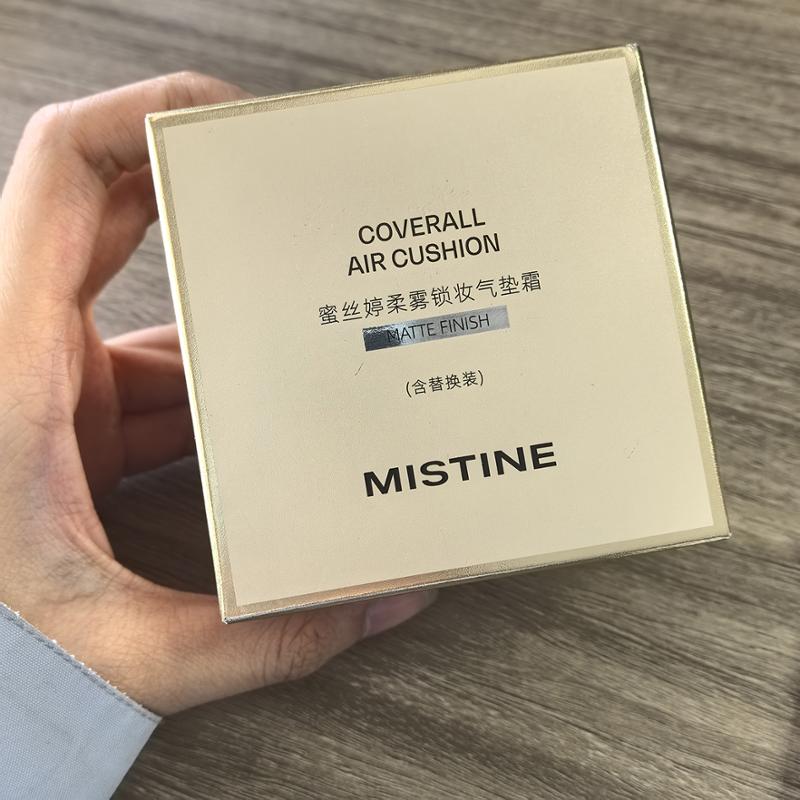 COVERALL
AIR CUSHION
蜜丝婷柔雾锁妆气垫霜
MATTE FINISH
(含替换装)
MISTINE